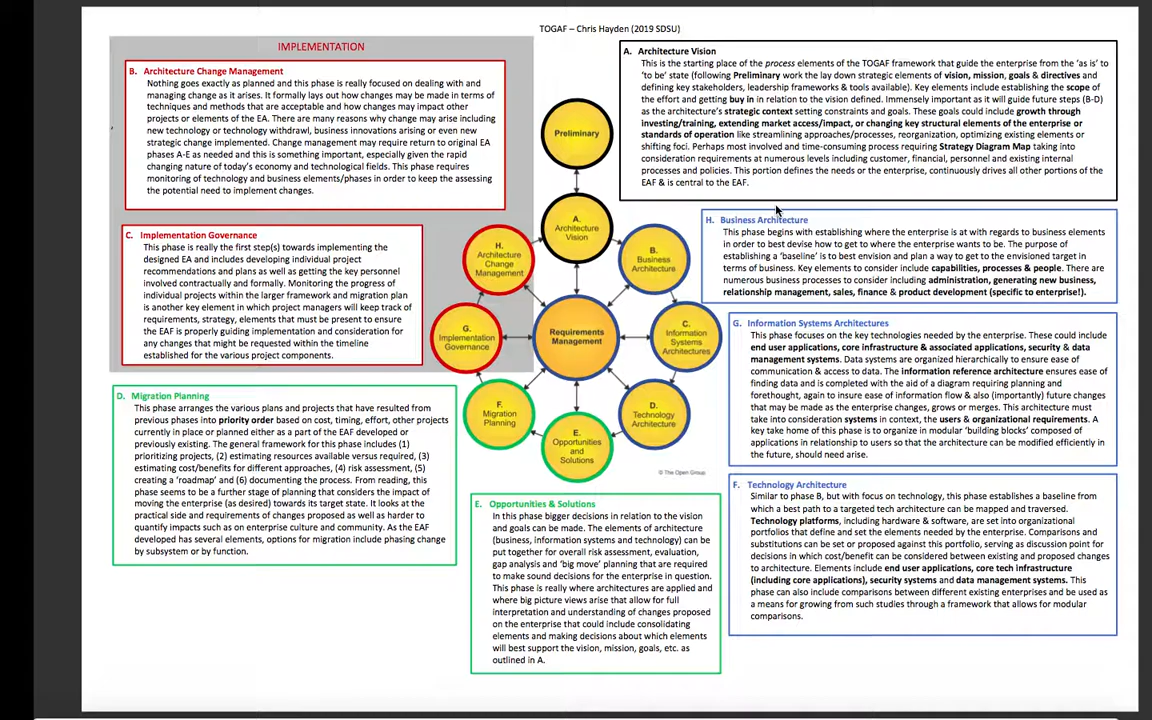 TOGAF – Chris Hayden (2019 SDSU)
IMPLEMENTATION
B. Architecture Change Management
Nothing goes exactly as planned and this phase is really focused on dealing with and
managing change as it arises. It formally lays out how changes may be made in terms of
techniques and methods that are acceptable and how changes may impact other
projects or elements of the EA. There are many reasons why change may arise including
new technology or technology withdrawl, business innovations arising or even new
strategic change implemented. Change management may require return to original EA
phases A-E as needed and this is something important, especially given the rapid
changing nature of today's economy and technological fields. This phase requires
monitoring of technology and business elements/phases in order to keep the assessing
the potential need to implement changes.
C. Implementation Governance
This phase is really the first step(s) towards implementing the
designed EA and includes developing individual project
recommendations and plans as well as getting the key personnel
involved contractually and formally. Monitoring the progress of
individual projects within the larger framework and migration plan
is another key element in which project managers will keep track of
requirements, strategy, elements that must be present to ensure
the EAF is properly guiding implementation and consideration for
any changes that might be requested within the timeline
established for the various project components.
D. Migration Planning
This phase arranges the various plans and projects that have resulted from
previous phases into priority order based on cost, timing, effort, other projects
currently in place or planned either as a part of the EAF developed or
previously existing. The general framework for this phase includes (1)
prioritizing projects, (2) estimating resources available versus required, (3)
estimating cost/benefits for different approaches, (4) risk assessment, (5)
creating a 'roadmap' and (6) documenting the process. From reading, this
phase seems to be a further stage of planning that considers the impact of
moving the enterprise (as desired) towards its target state. It looks at the
practical side and requirements of changes proposed as well as harder to
quantify impacts such as on enterprise culture and community. As the EAF
developed has several elements, options for migration include phasing change
by subsystem or by function.
Preliminary
A.
Architecture
Vision
H.
Architecture
Change
Management
B.
Business
Architecture
G.
Implementation
Governance
Requirements
Management
C.
Information
Systems
Architectures
F.
Migration
Planning
D.
Technology
Architecture
E.
Opportunities
and
Solutions
© The Open Group
E. Opportunities & Solutions
In this phase bigger decisions in relation to the vision
and goals can be made. The elements of architecture
(business, information systems and technology) can be
put together for overall risk assessment, evaluation,
gap analysis and 'big move' planning that are required
to make sound decisions for the enterprise in question.
This phase is really where architectures are applied and
where big picture views arise that allow for full
interpretation and understanding of changes proposed
on the enterprise that could include consolidating
elements and making decisions about which elements
will best support the vision, mission, goals, etc. as
outlined in A.
A. Architecture Vision
This is the starting place of the process elements of the TOGAF framework that guide the enterprise from the 'as is' to
'to be' state (following Preliminary work the lay down strategic elements of vision, mission, goals & directives and
defining key stakeholders, leadership frameworks & tools available). Key elements include establishing the scope of
the effort and getting buy in in relation to the vision defined. Immensely important as it will guide future steps (B-D)
as the architecture's strategic context setting constraints and goals. These goals could include growth through
investing/training, extending market access/impact, or changing key structural elements of the enterprise or
standards of operation like streamlining approaches/processes, reorganization, optimizing existing elements or
shifting foci. Perhaps most involved and time-consuming process requiring Strategy Diagram Map taking into
consideration requirements at numerous levels including customer, financial, personnel and existing internal
processes and policies. This portion defines the needs or the enterprise, continuously drives all other portions of the
EAF & is central to the EAF.
H. Business Architecture
This phase begins with establishing where the enterprise is at with regards to business elements
in order to best devise how to get to where the enterprise wants to be. The purpose of
establishing a 'baseline' is to best envision and plan a way to get to the envisioned target in
terms of business. Key elements to consider include capabilities, processes & people. There are
numerous business processes to consider including administration, generating new business,
relationship management, sales, finance & product development (specific to enterprise!).
G. Information Systems Architectures
This phase focuses on the key technologies needed by the enterprise. These could include
end user applications, core infrastructure & associated applications, security & data
management systems. Data systems are organized hierarchically to ensure ease of
communication & access to data. The information reference architecture ensures ease of
finding data and is completed with the aid of a diagram requiring planning and
forethought, again to insure ease of information flow & also (importantly) future changes
that may be made as the enterprise changes, grows or merges. This architecture must
take into consideration systems in context, the users & organizational requirements. A
key take home of this phase is to organize in modular 'building blocks' composed of
applications in relationship to users so that the architecture can be modified efficiently in
the future, should need arise.
F. Technology Architecture
Similar to phase B, but with focus on technology, this phase establishes a baseline from
which a best path to a targeted tech architecture can be mapped and traversed.
Technology platforms, including hardware & software, are set into organizational
portfolios that define and set the elements needed by the enterprise. Comparisons and
substitutions can be set or proposed against this portfolio, serving as discussion point for
decisions in which cost/benefit can be considered between existing and proposed changes
to architecture. Elements include end user applications, core tech infrastructure
(including core applications), security systems and data management systems. This
phase can also include comparisons between different existing enterprises and be used as
a means for growing from such studies through a framework that allows for modular
comparisons.